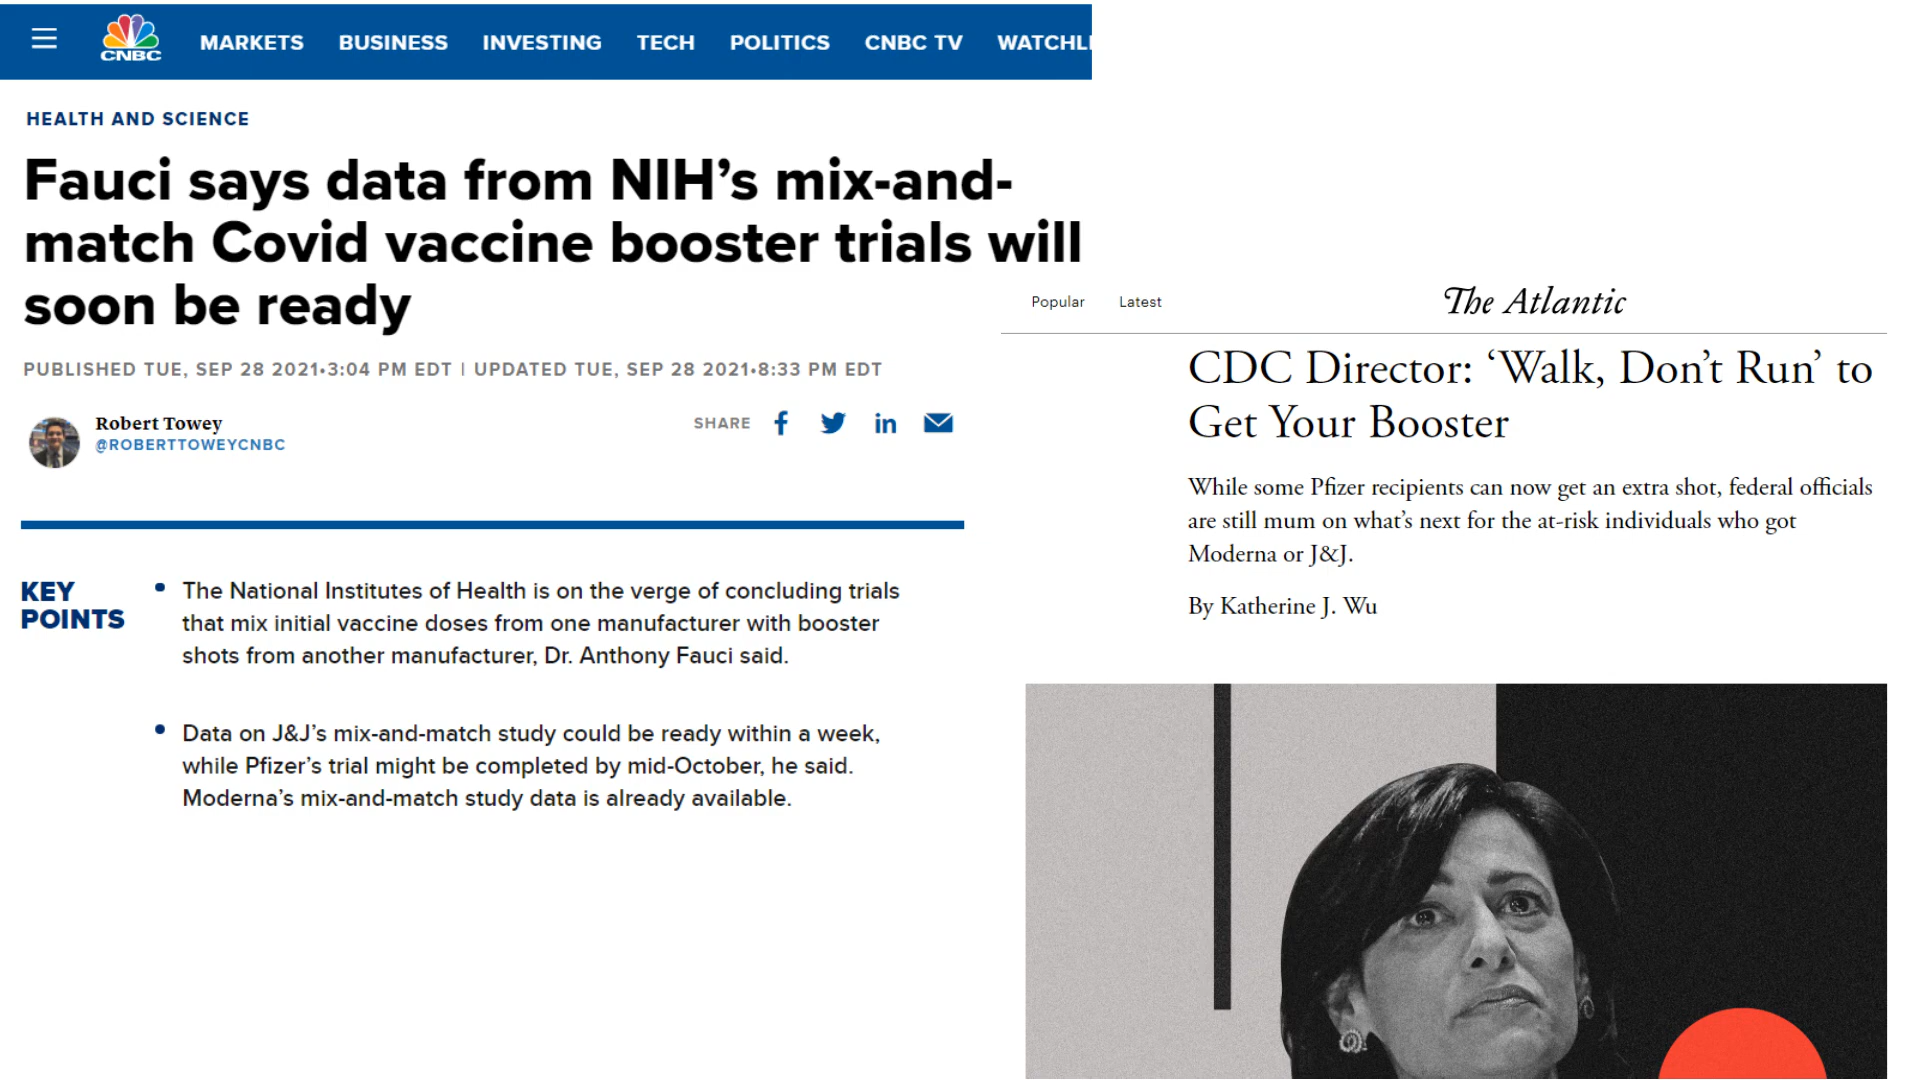 CNBC
MARKETS BUSINESS INVESTING TECH POLITICS CNBC TV WATCHLI
HEALTH AND SCIENCE
Fauci says data from NIH’s mix-and-
match Covid vaccine booster trials will
soon be ready
PUBLISHED TUE, SEP 28 2021•3:04 PM EDT | UPDATED TUE, SEP 28 2021•8:33 PM EDT
Robert Towey
@ROBERTTOWEYCNBC
SHARE
KEY
POINTS
• The National Institutes of Health is on the verge of concluding trials
that mix initial vaccine doses from one manufacturer with booster
shots from another manufacturer, Dr. Anthony Fauci said.
• Data on J&J’s mix-and-match study could be ready within a week,
while Pfizer’s trial might be completed by mid-October, he said.
Moderna’s mix-and-match study data is already available.
Popular Latest The Atlantic
CDC Director: ‘Walk, Don’t Run’ to
Get Your Booster
While some Pfizer recipients can now get an extra shot, federal officials
are still mum on what’s next for the at-risk individuals who got
Moderna or J&J.
By Katherine J. Wu